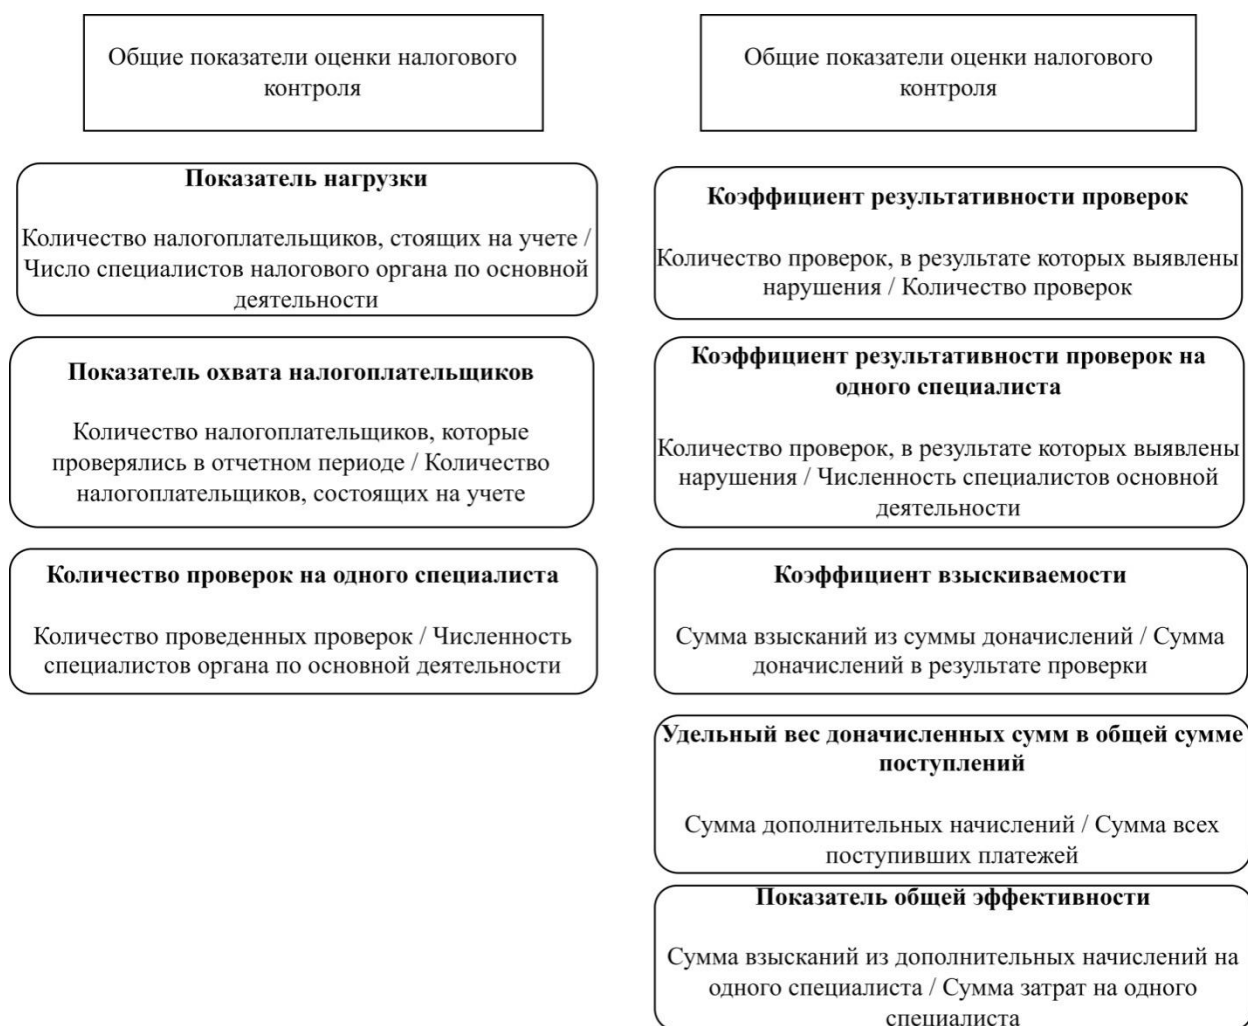 Общие показатели оценки налогового
контроля
Общие показатели оценки налогового
контроля
Показатель нагрузки
Количество налогоплательщиков, стоящих на учете /
Число специалистов налогового органа по основной
деятельности
Показатель охвата налогоплательщиков
Количество налогоплательщиков, которые
проверялись в отчетном периоде / Количество
налогоплательщиков, состоящих на учете
Количество проверок на одного специалиста
Количество проведенных проверок / Численность
специалистов органа по основной деятельности
Коэффициент результативности проверок
Количество проверок, в результате которых выявлены
нарушения / Количество проверок
Коэффициент результативности проверок на
одного специалиста
Количество проверок, в результате которых выявлены
нарушения / Численность специалистов основной
деятельности
Коэффициент взыскиваемости
Сумма взысканий из суммы доначислений / Сумма
доначислений в результате проверки
Удельный вес доначисленных сумм в общей сумме
поступлений
Сумма дополнительных начислений / Сумма всех
поступивших платежей
Показатель общей эффективности
Сумма взысканий из дополнительных начислений на
одного специалиста / Сумма затрат на одного
специалиста